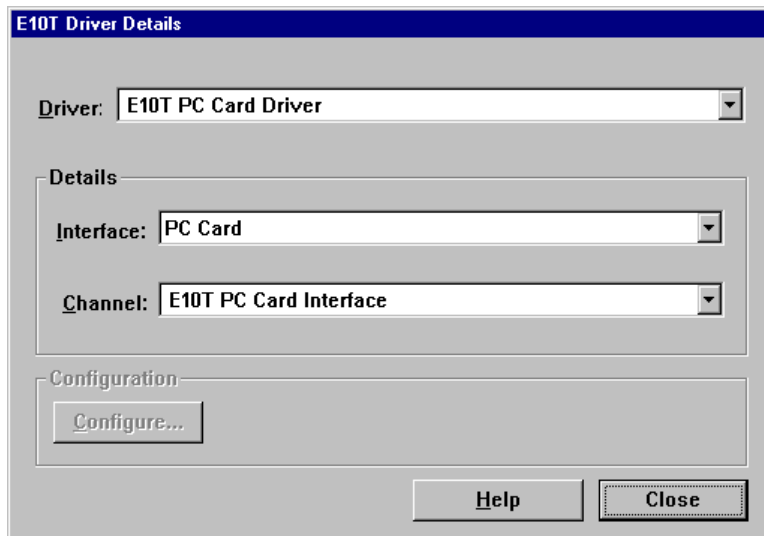 E10T Driver Details
Driver: E10T PC Card Driver
Details
Interface: PC Card
Channel: E10T PC Card Interface
Configuration
Configure...
Help Close